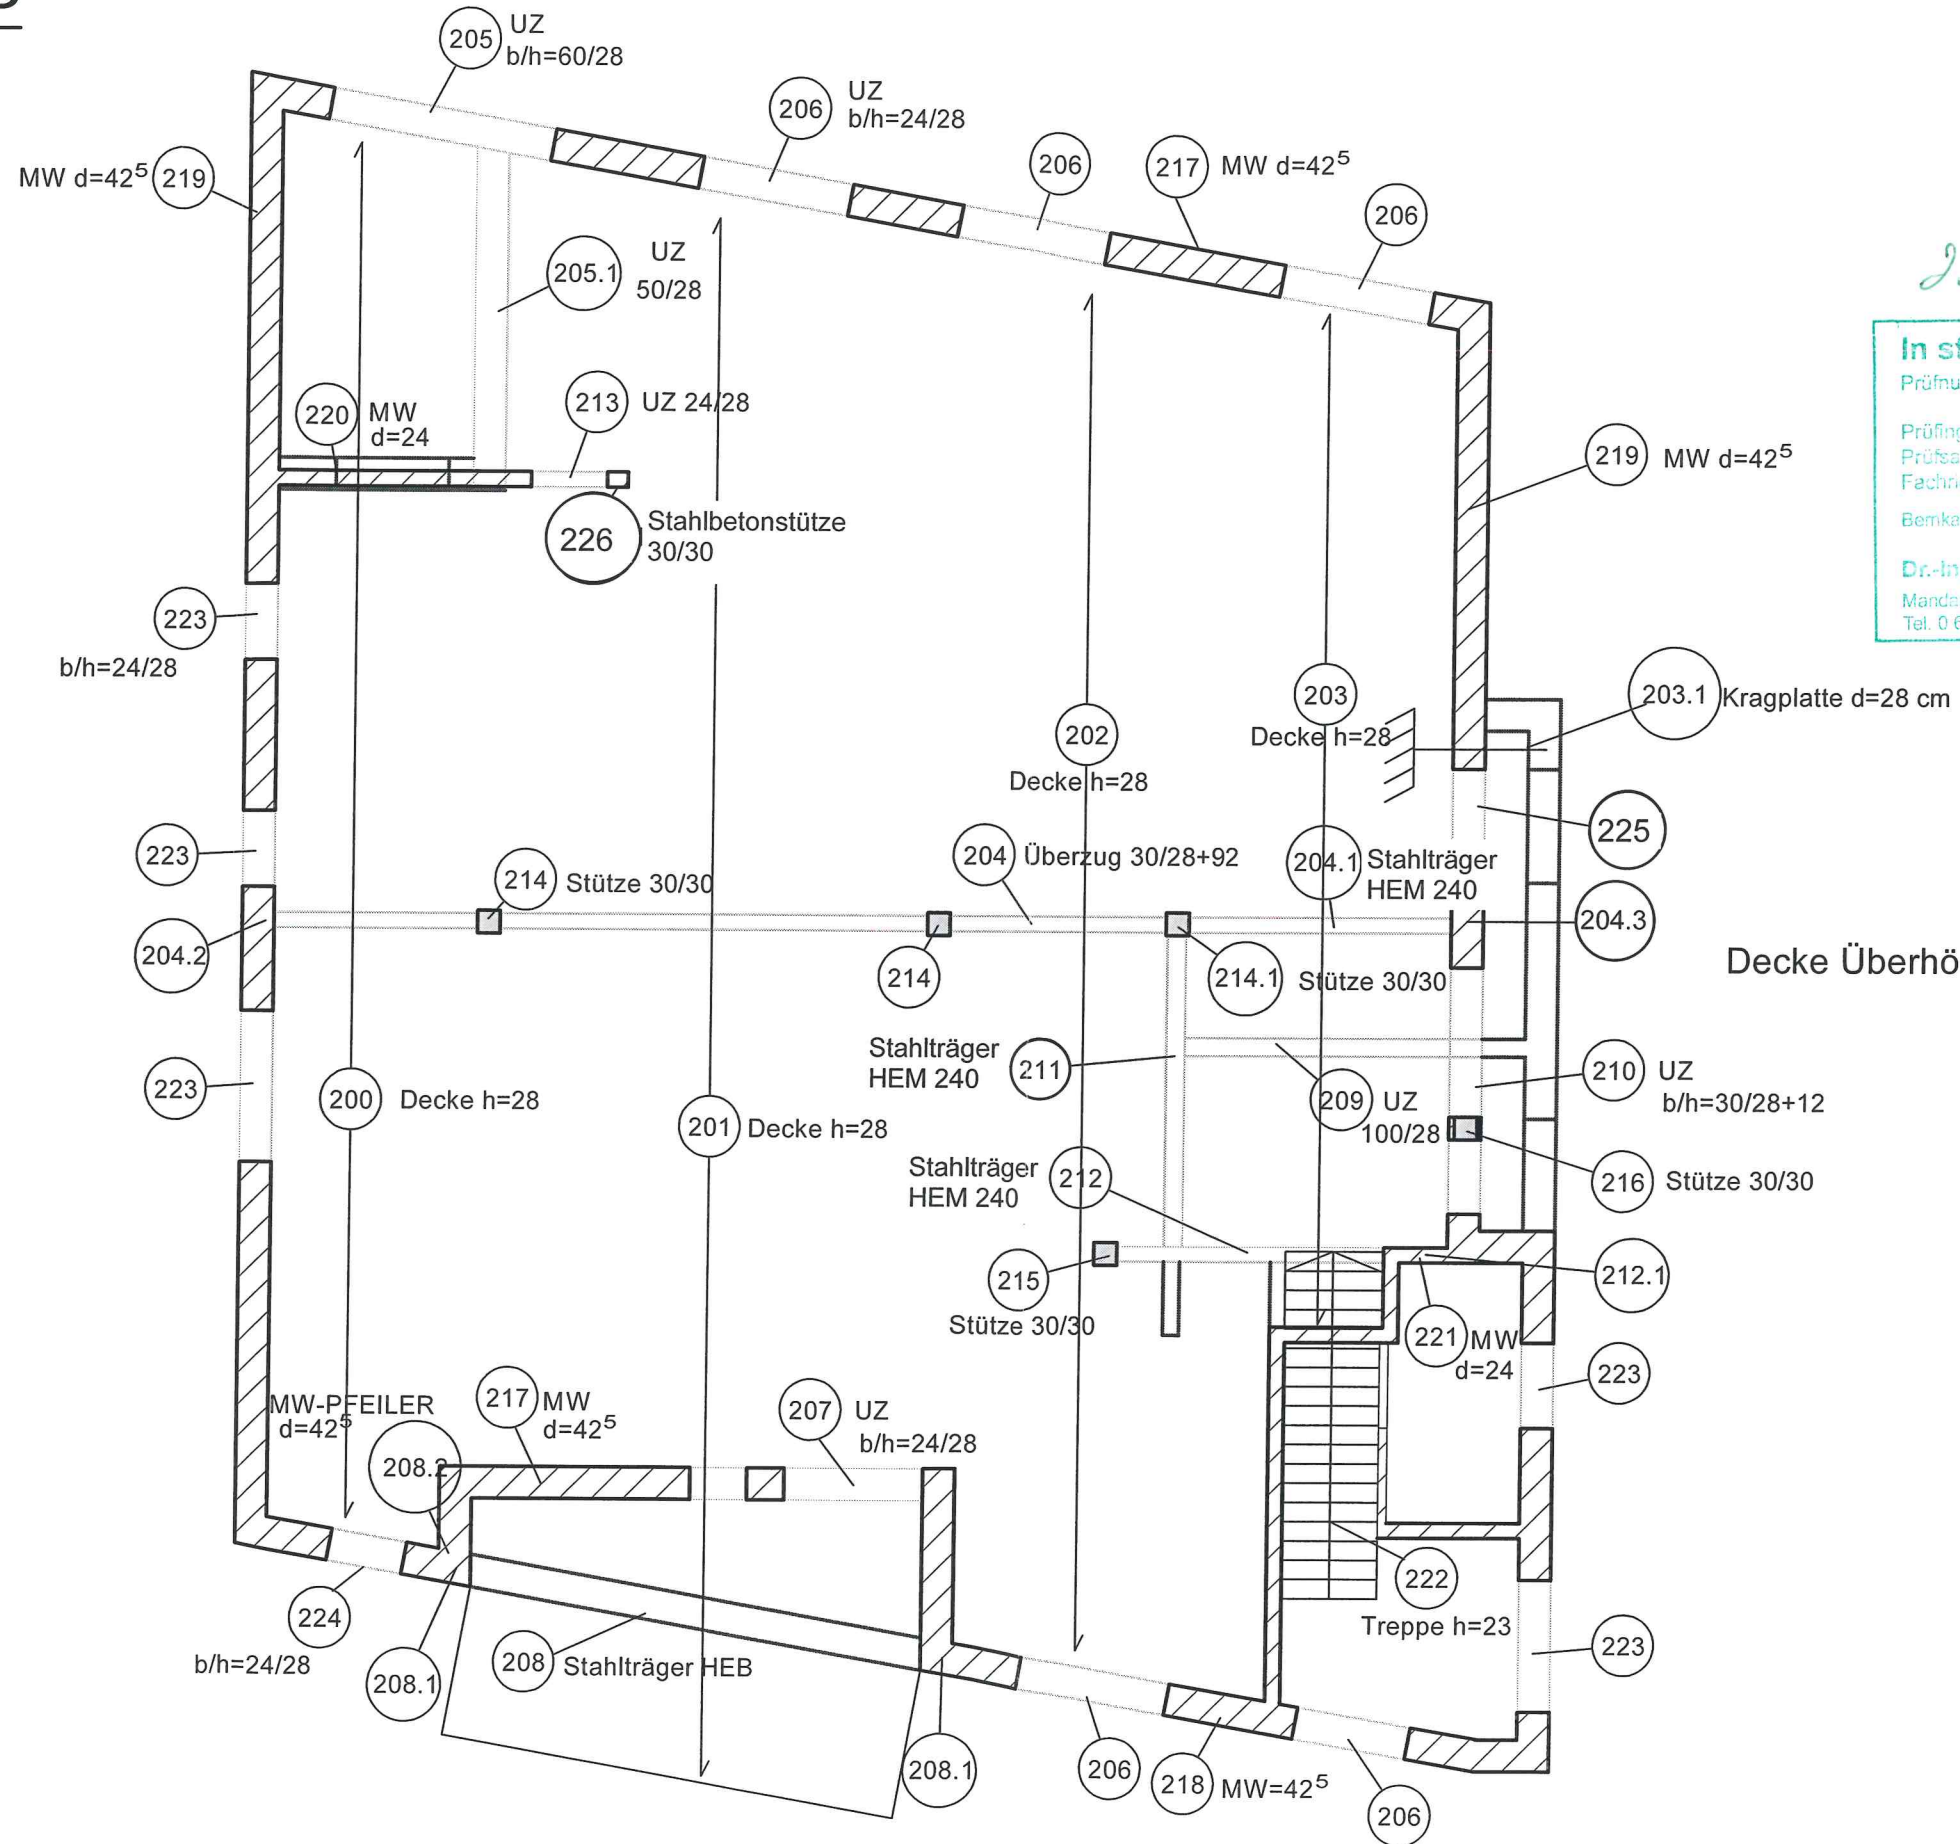 205
UZ
b/h=60/28
206
UZ
b/h=24/28
206
217
MW d=42⁵
206
MW d=42⁵
219
205.1
UZ
50/28
213
UZ 24/28
220
MW
d=24
226
Stahlbetonstütze
30/30
219
MW d=42⁵
223
b/h=24/28
203
Decke h=28
202
Decke h=28
203.1
Kragplatte d=28 cm
225
223
214
Stütze 30/30
204
Überzug 30/28+92
204.1
Stahlträger
HEM 240
204.3
204.2
214
214.1
Stütze 30/30
Stahlträger
HEM 240
211
209
UZ
100/28
210
UZ
b/h=30/28+12
223
200
Decke h=28
201
Decke h=28
Stahlträger
HEM 240
212
216
Stütze 30/30
215
Stütze 30/30
212.1
221
MW
d=24
223
MW-PFEILER
d=42⁵
208.2
217
MW
d=42⁵
207
UZ
b/h=24/28
222
Treppe h=23
224
b/h=24/28
208.1
208
Stahlträger HEB
223
208.1
206
218
MW=42⁵
206
In
Dr.-In
Tel. 0 6